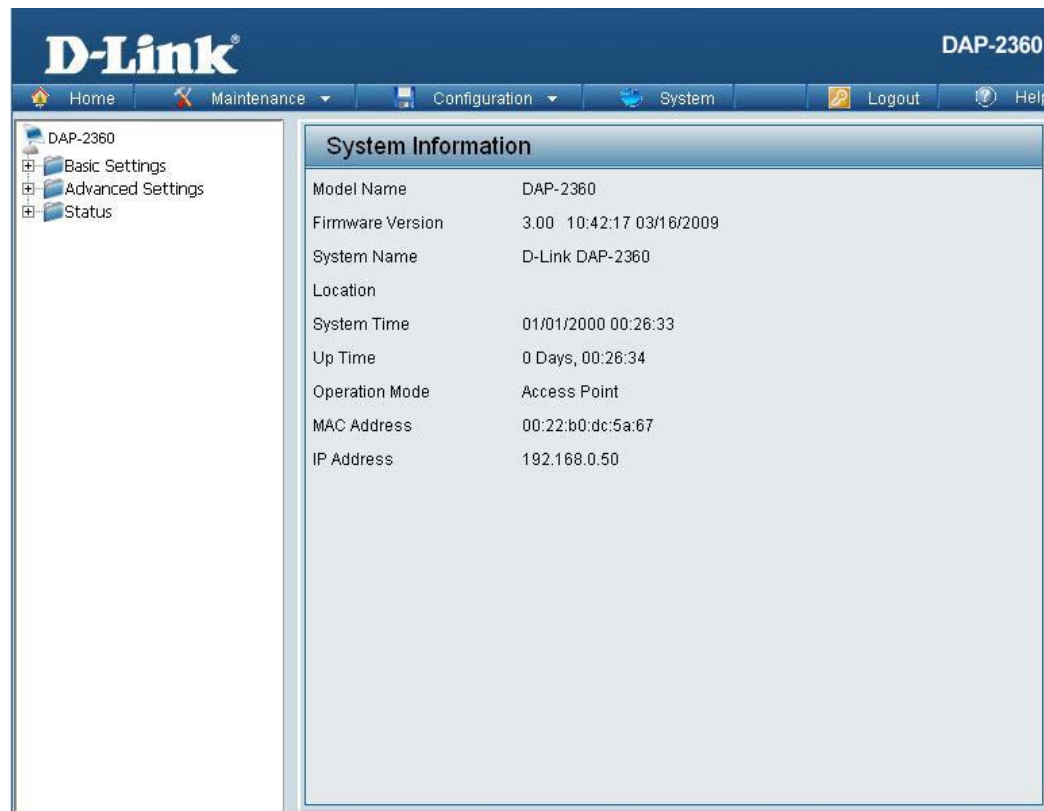 D-Link®
DAP-2360
Home Maintenance Configuration System Logout Help
DAP-2360
Basic Settings
Advanced Settings
Status
System Information
Model Name DAP-2360
Firmware Version 3.00 10:42:17 03/16/2009
System Name D-Link DAP-2360
Location
System Time 01/01/2000 00:26:33
Up Time 0 Days, 00:26:34
Operation Mode Access Point
MAC Address 00:22:b0:dc:5a:67
IP Address 192.168.0.50